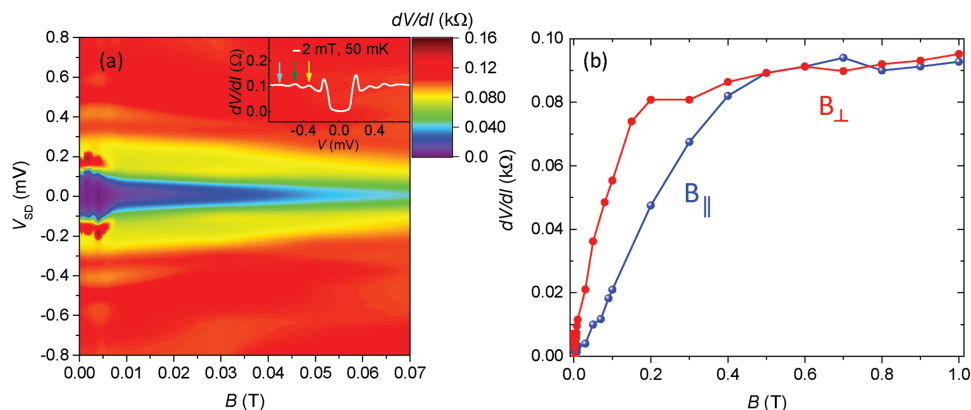 dV/dI (kΩ)
(a)
2 mT, 50 mK
dV/dI (Ω)
0.2
0.1
0.0
-0.4 0.0 0.4
V (mV)
0.16
0.12
0.080
0.040
0.0
V_SD (mV)
0.8
0.6
0.4
0.2
0.0
-0.2
-0.4
-0.6
-0.8
0.00 0.01 0.02 0.03 0.04 0.05 0.06 0.07
B (T)
(b)
dV/dI (kΩ)
0.10
0.08
0.06
0.04
0.02
0.00
B⊥
B||
0.0 0.2 0.4 0.6 0.8 1.0
B (T)